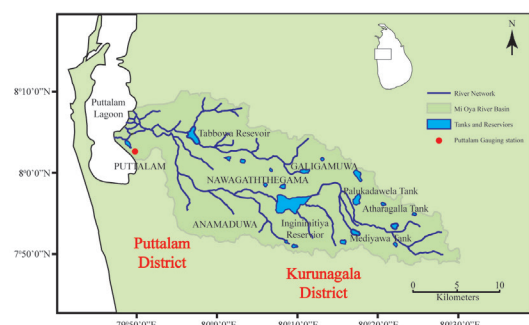 N
8°10'0"N
8°0'0"N
7°50'0"N
Puttalam
Lagoon
PUTTALAM
Tabbowa Resevoir
GALIGAMUWA
NAWAGATHTHEGAMA
Palukadawela Tank
Atharagalla Tank
ANAMADUWA
Inginimitiya
Reservoir
Mediyawa Tank
Puttalam
District
Kurunagala
District
River Network
Mi Oya River Basin
Tanks and Reserviors
Puttalam Gauging station
0 10 20
Kilometers